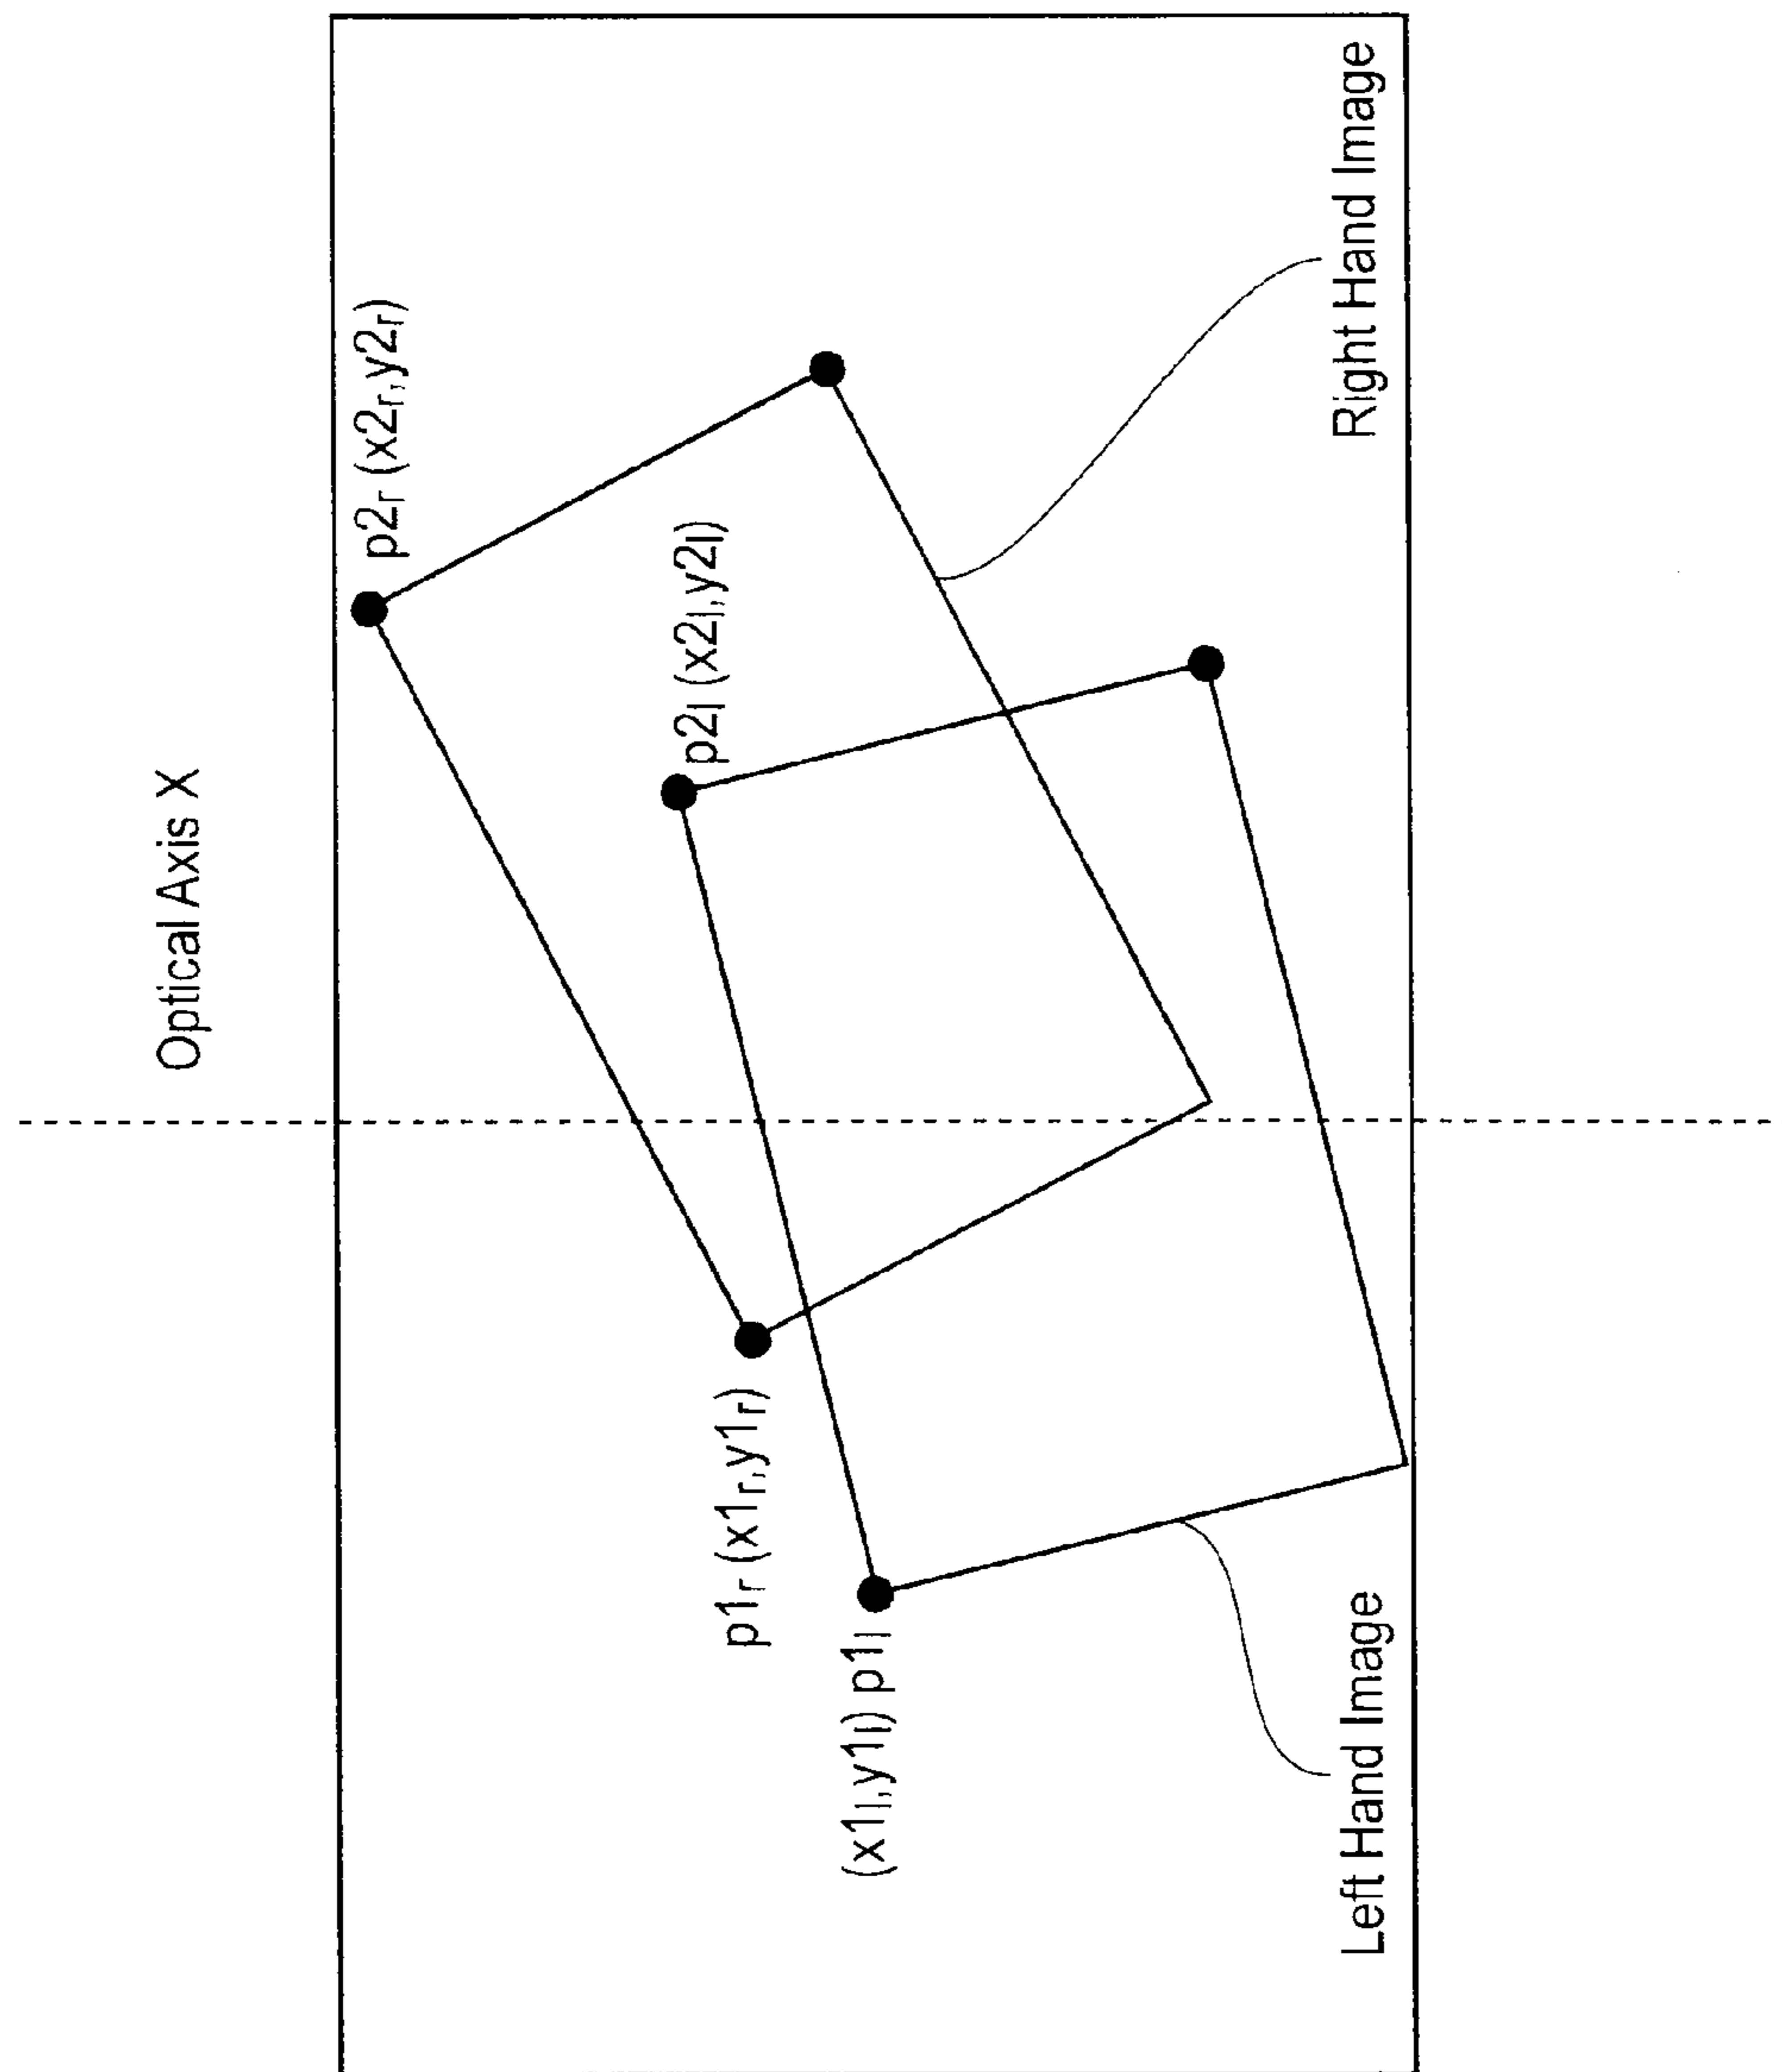 Optical Axis X
p2r (x2r,y2r)
p2l (x2l,y2l)
p1r (x1r,y1r)
(x1l,y1l) p1l
Left Hand Image
Right Hand Image